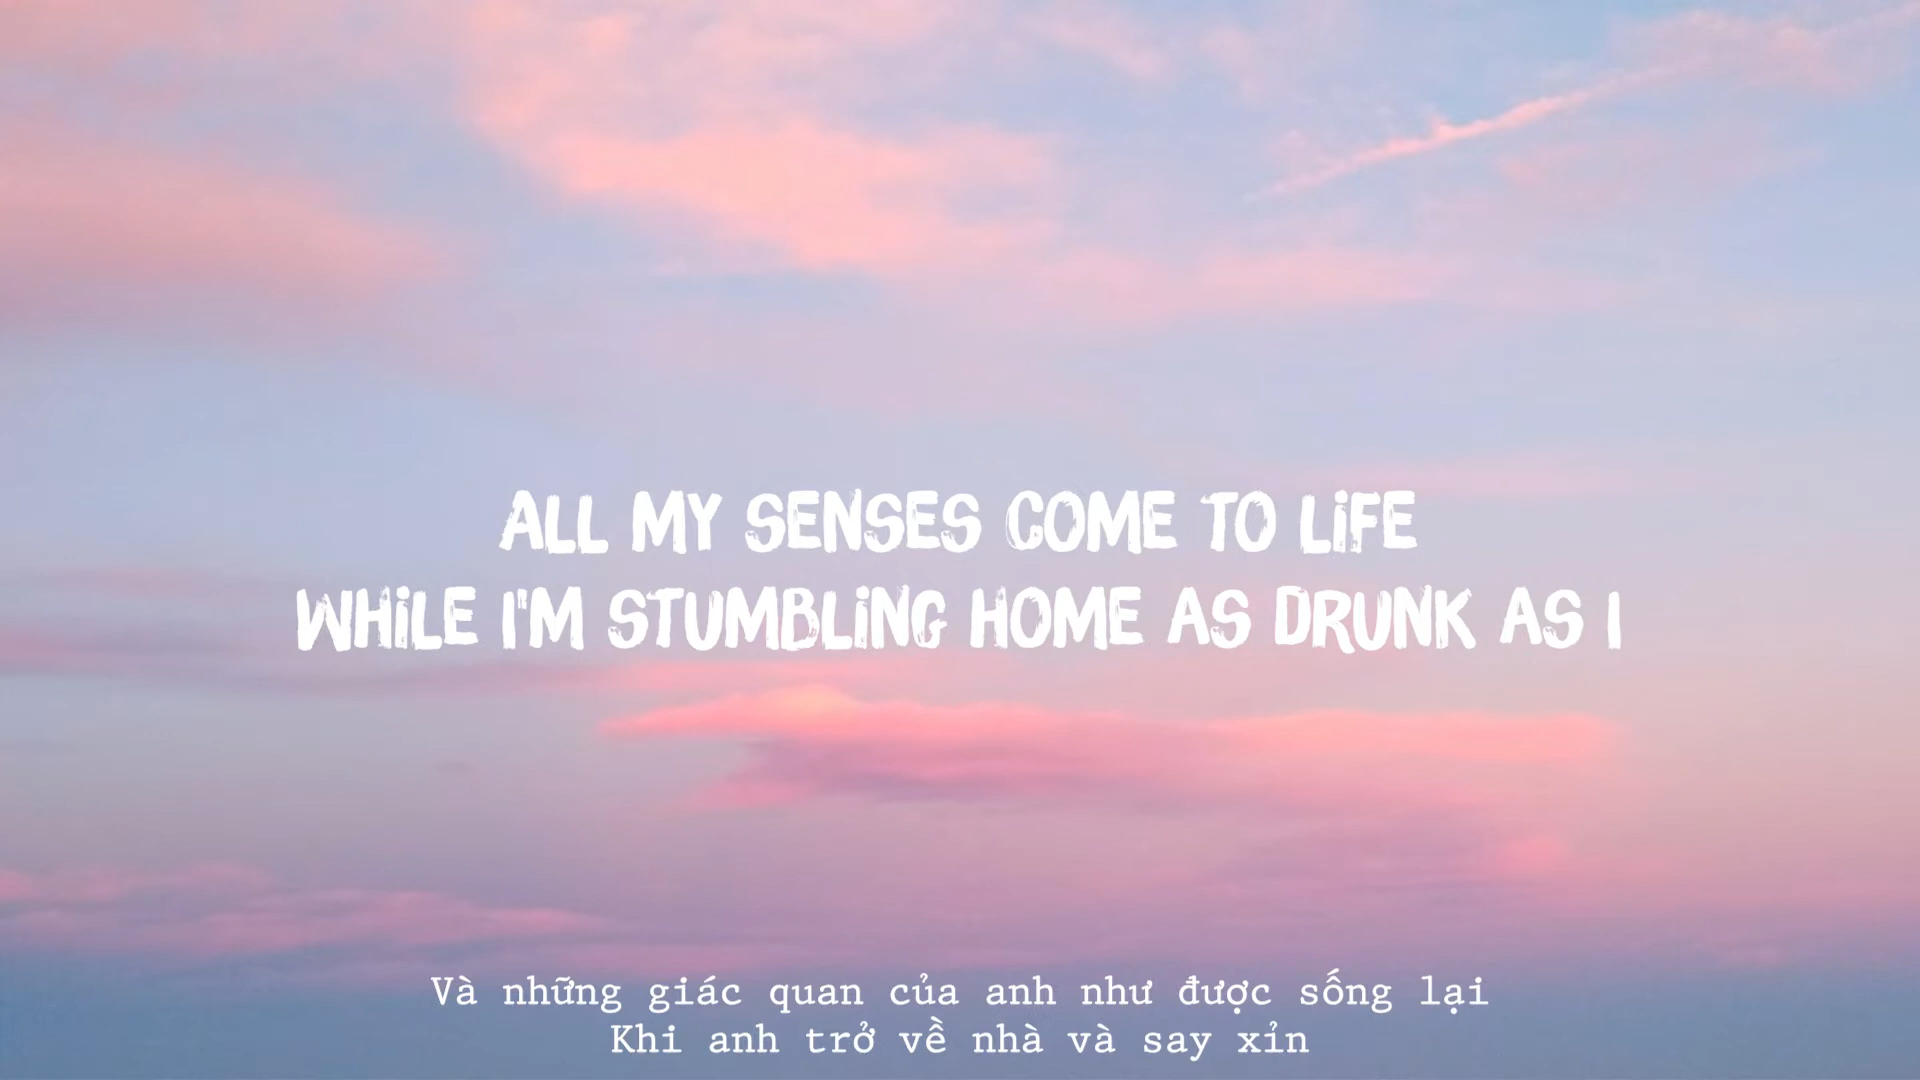 ALL MY SENSES COME TO LIFE
WHILE I'M STUMBLING HOME AS DRUNK AS I
Và những giác quan của anh như được sống lại
Khi anh trở về nhà và say xỉn